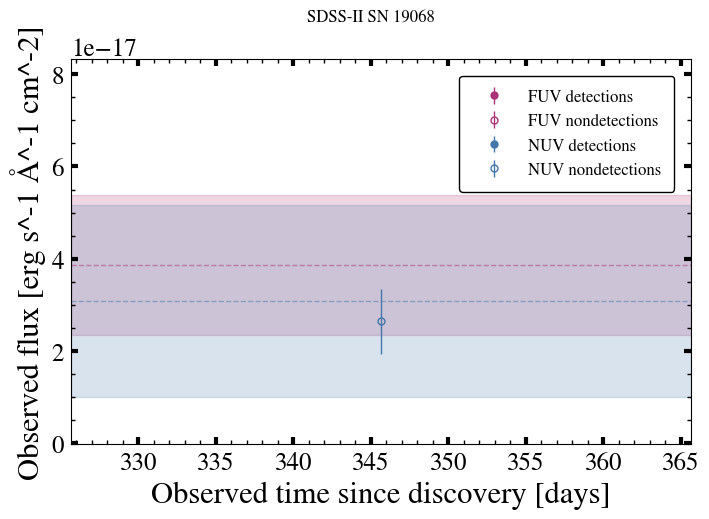 SDSS-II SN 19068
1e−17
8
6
4
2
0
Observed flux [erg s^-1 Å^-1 cm^-2]
FUV detections
FUV nondetections
NUV detections
NUV nondetections
330 335 340 345 350 355 360 365
Observed time since discovery [days]